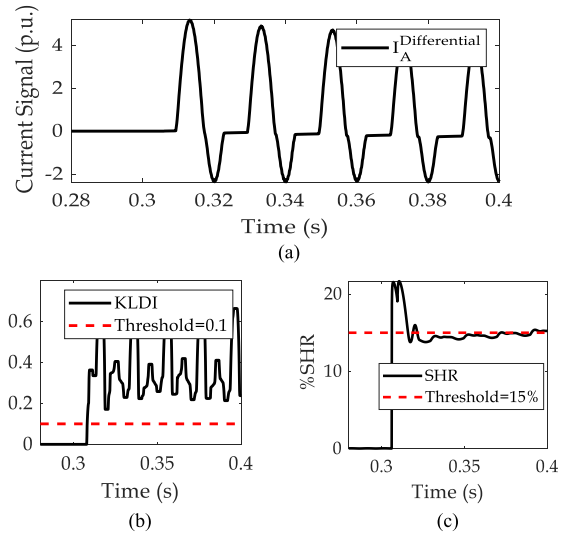 Current Signal (p.u.)
4
2
0
-2
I_A^Differential
0.28 0.3 0.32 0.34 0.36 0.38 0.4
Time (s)
(a)
0.6
0.4
0.2
0
KLDI
Threshold=0.1
0.3 0.35 0.4
Time (s)
(b)
%SHR
20
10
0
SHR
Threshold=15%
0.3 0.35 0.4
Time (s)
(c)